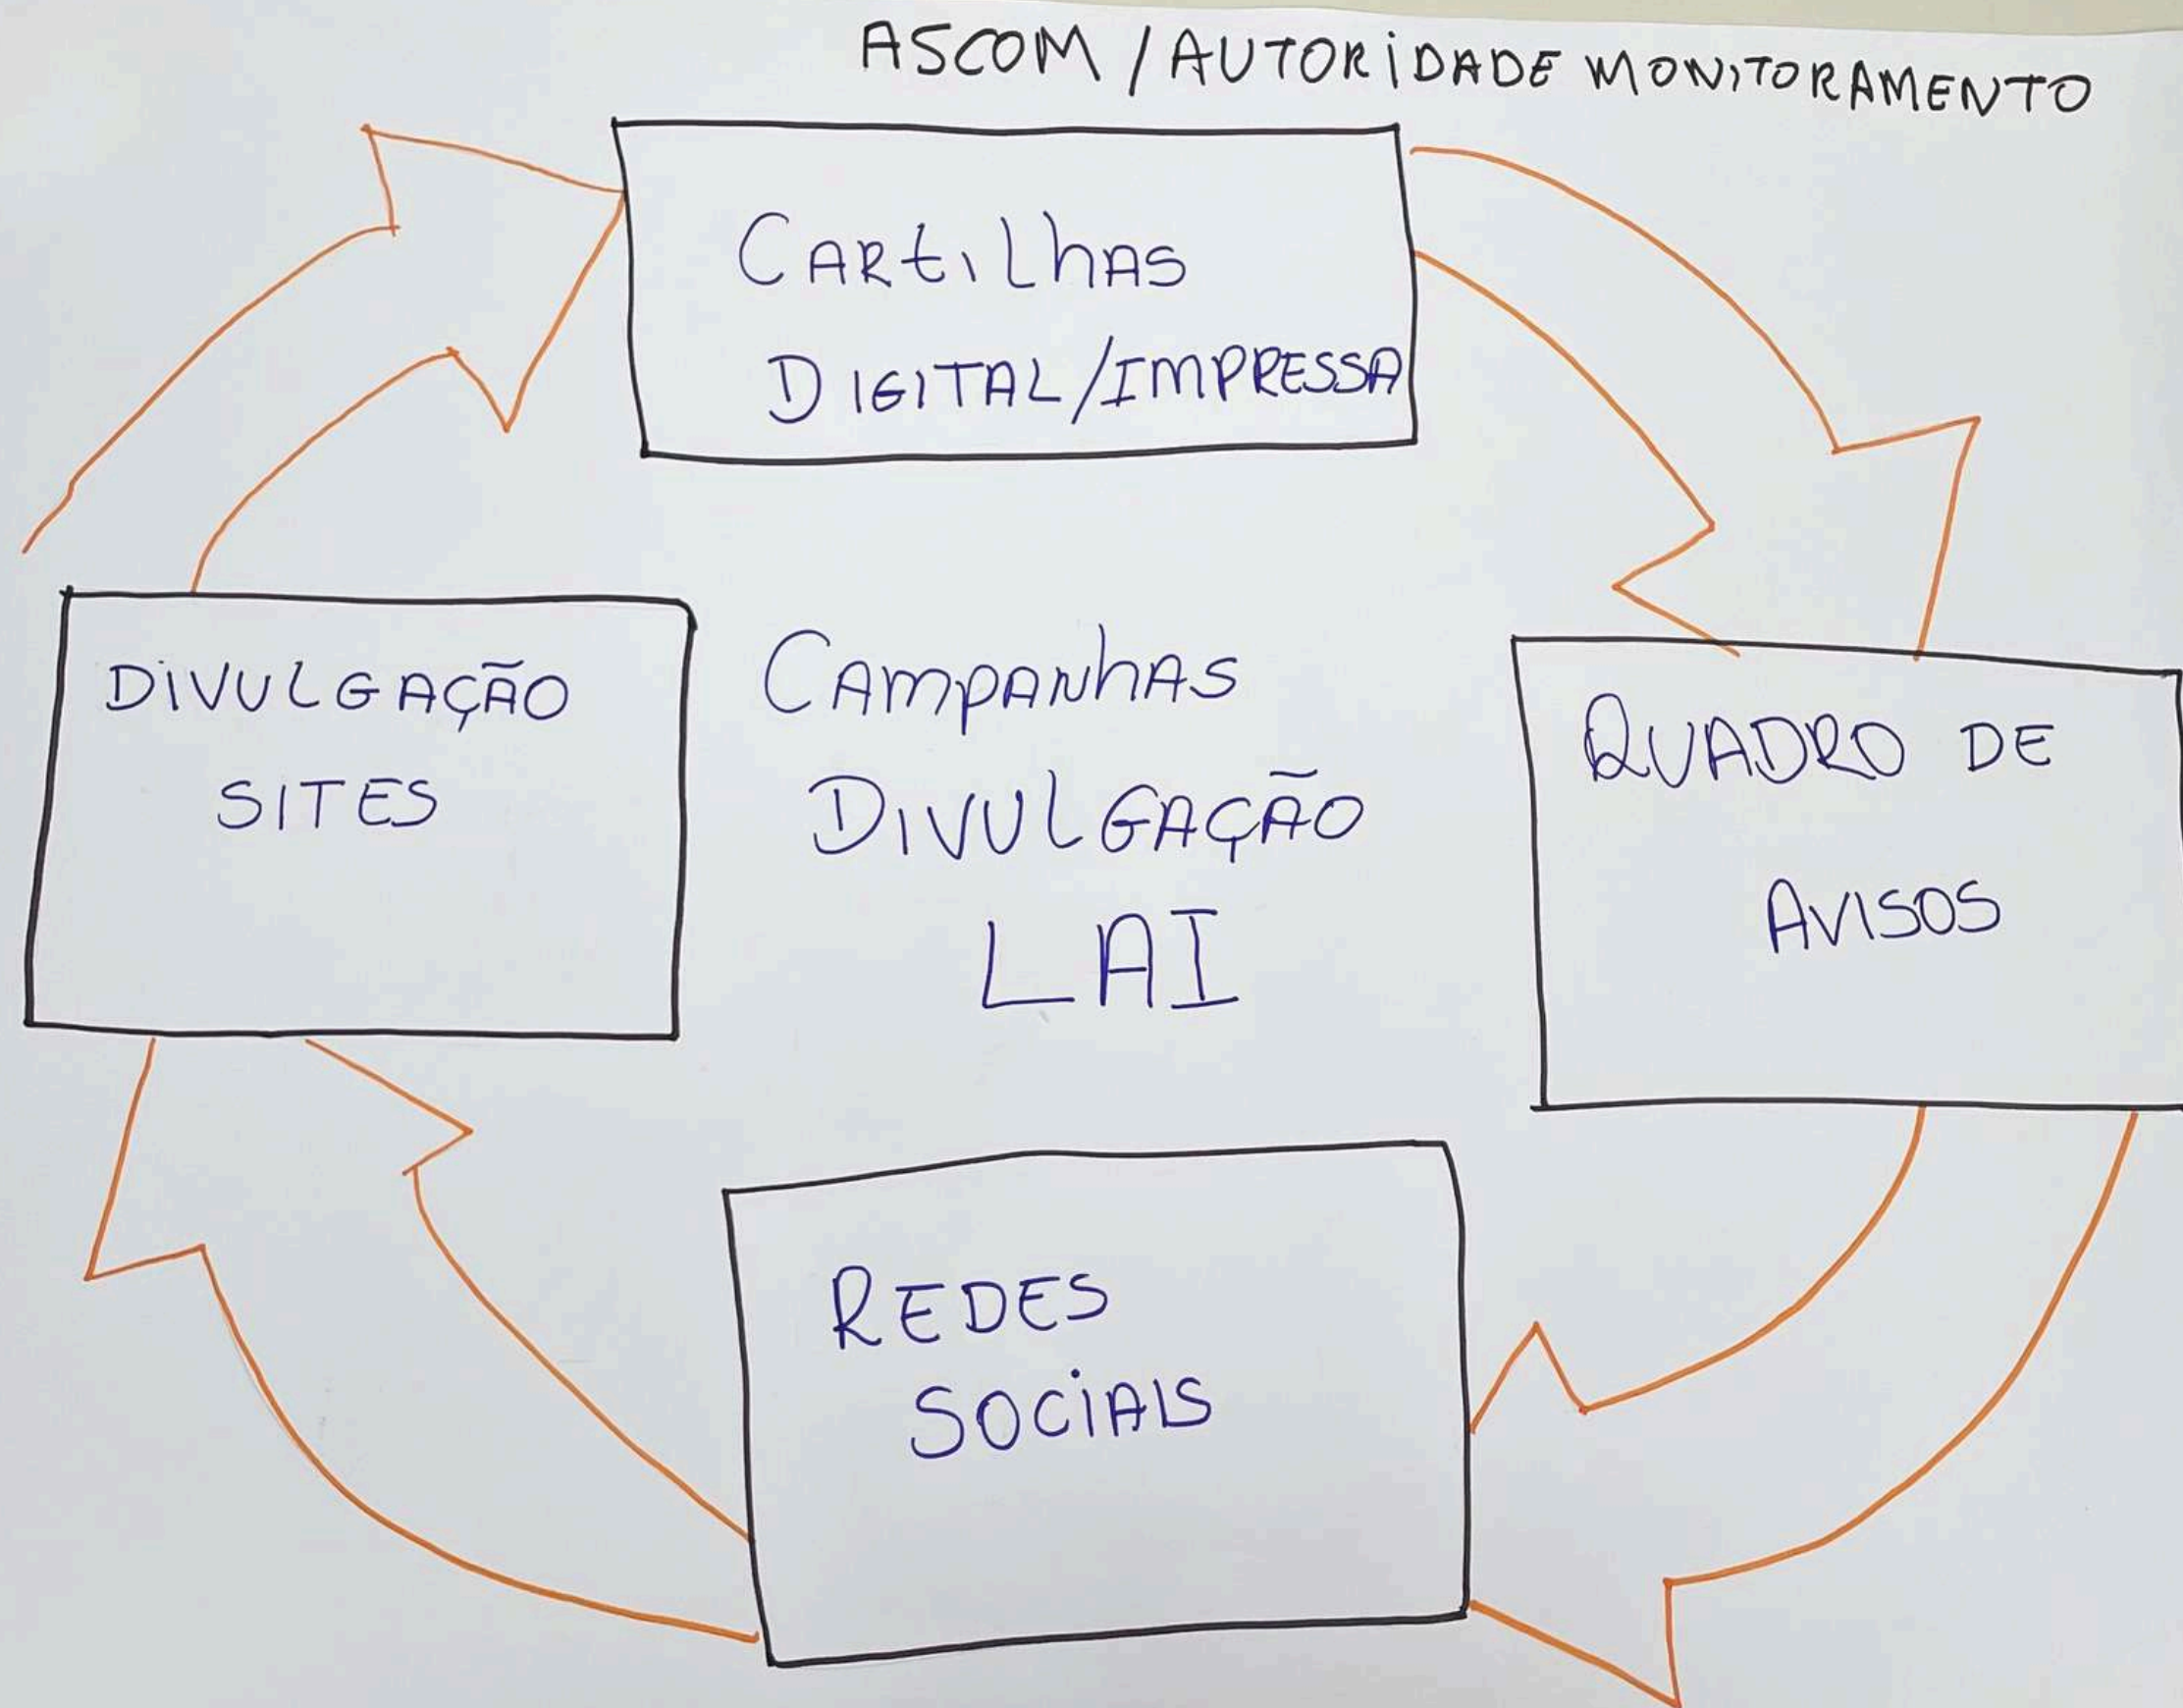 ASCOM / AUTORIDADE MONITORAMENTO
CARTILHAS
DIGITAL/IMPRESSA
DIVULGAÇÃO
SITES
CAMPANHAS
DIVULGAÇÃO
LAI
QUADRO DE
AVISOS
REDES
SOCIAIS